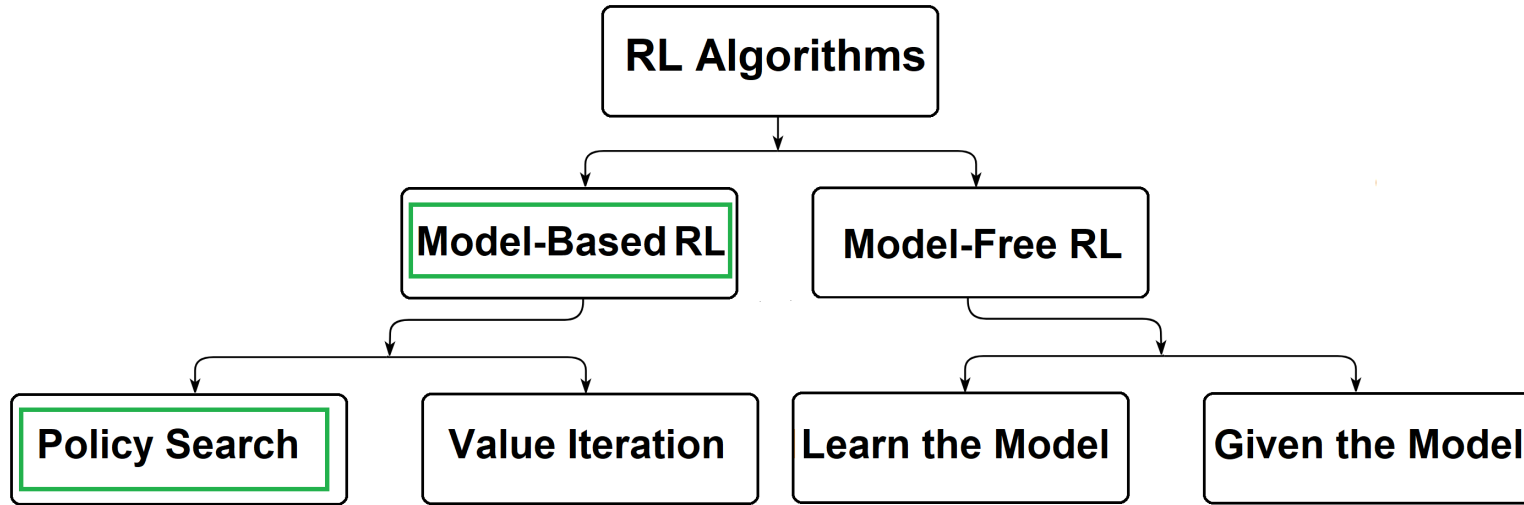 RL Algorithms
Model-Based RL
Model-Free RL
Policy Search
Value Iteration
Learn the Model
Given the Model